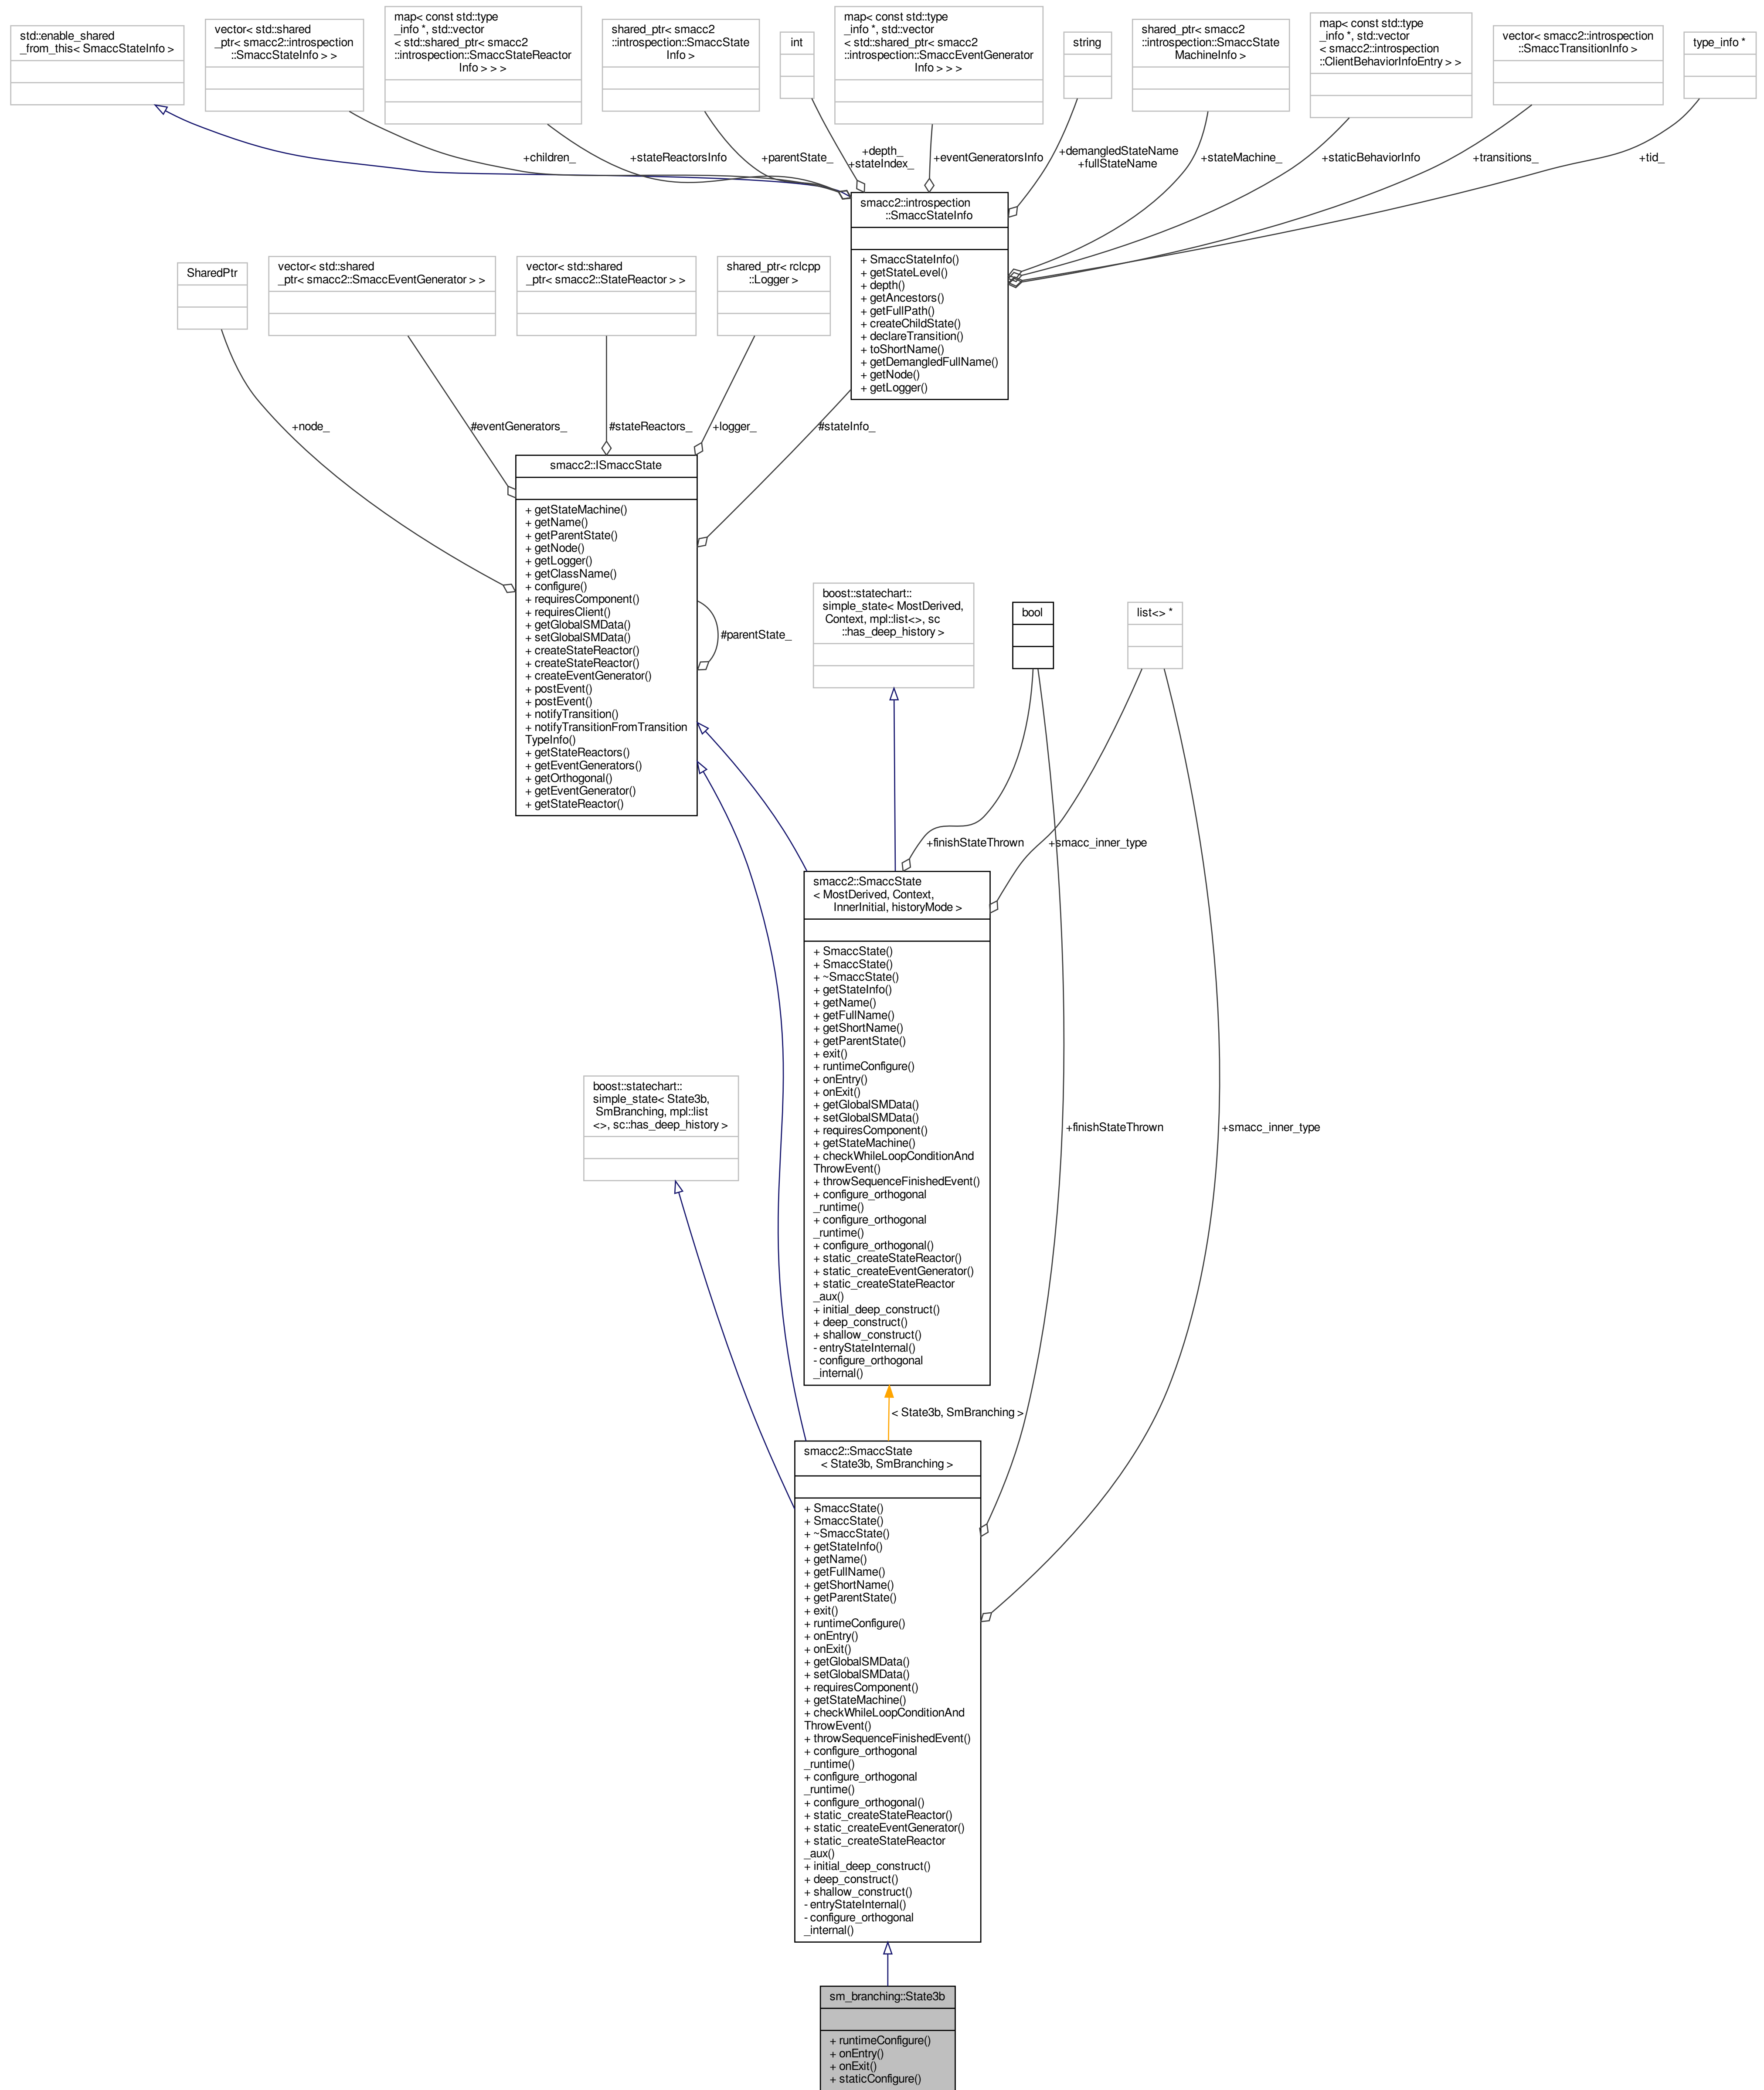 std::enable_shared
_from_this< SmaccStateInfo >
vector< std::shared
_ptr< smacc2::introspection
::SmaccStateInfo > >
map< const std::type
_info *, std::vector
< std::shared_ptr< smacc2
::introspection::SmaccStateReactor
Info > > >
shared_ptr< smacc2
::introspection::SmaccState
Info >
int
map< const std::type
_info *, std::vector
< std::shared_ptr< smacc2
::introspection::SmaccEventGenerator
Info > > >
string
shared_ptr< smacc2
::introspection::SmaccState
MachineInfo >
map< const std::type
_info *, std::vector
< smacc2::introspection
::ClientBehaviorInfoEntry > >
vector< smacc2::introspection
::SmaccTransitionInfo >
type_info *
+children_
+stateReactorsInfo
+parentState_
+depth_
+stateIndex_
+eventGeneratorsInfo
+demangledStateName
+fullStateName
+stateMachine_
+staticBehaviorInfo
+transitions_
+tid_
smacc2::introspection
::SmaccStateInfo
+ SmaccStateInfo()
+ getStateLevel()
+ depth()
+ getAncestors()
+ getFullPath()
+ createChildState()
+ declareTransition()
+ toShortName()
+ getDemangledFullName()
+ getNode()
+ getLogger()
SharedPtr
vector< std::shared
_ptr< smacc2::SmaccEventGenerator > >
vector< std::shared
_ptr< smacc2::StateReactor > >
shared_ptr< rclcpp
::Logger >
+node_
#eventGenerators_
#stateReactors_
+logger_
#stateInfo_
smacc2::ISmaccState
+ getStateMachine()
+ getName()
+ getParentState()
+ getNode()
+ getLogger()
+ getClassName()
+ configure()
+ requiresComponent()
+ requiresClient()
+ getGlobalSMData()
+ setGlobalSMData()
+ createStateReactor()
+ createStateReactor()
+ createEventGenerator()
+ postEvent()
+ postEvent()
+ notifyTransition()
+ notifyTransitionFromTransition
TypeInfo()
+ getStateReactors()
+ getEventGenerators()
+ getOrthogonal()
+ getEventGenerator()
+ getStateReactor()
#parentState_
boost::statechart::
simple_state< MostDerived,
Context, mpl::list<>, sc
::has_deep_history >
bool
list<> *
+finishStateThrown
+smacc_inner_type
smacc2::SmaccState
< MostDerived, Context,
InnerInitial, historyMode >
+ SmaccState()
+ SmaccState()
+ ~SmaccState()
+ getStateInfo()
+ getName()
+ getFullName()
+ getShortName()
+ getParentState()
+ exit()
+ runtimeConfigure()
+ onEntry()
+ onExit()
+ getGlobalSMData()
+ setGlobalSMData()
+ requiresComponent()
+ getStateMachine()
+ checkWhileLoopConditionAnd
ThrowEvent()
+ throwSequenceFinishedEvent()
+ configure_orthogonal
_runtime()
+ configure_orthogonal
_runtime()
+ configure_orthogonal()
+ static_createStateReactor()
+ static_createEventGenerator()
+ static_createStateReactor
_aux()
+ initial_deep_construct()
+ deep_construct()
+ shallow_construct()
- entryStateInternal()
- configure_orthogonal
_internal()
boost::statechart::
simple_state< State3b,
SmBranching, mpl::list
<>, sc::has_deep_history >
+finishStateThrown
+smacc_inner_type
< State3b, SmBranching >
smacc2::SmaccState
< State3b, SmBranching >
+ SmaccState()
+ SmaccState()
+ ~SmaccState()
+ getStateInfo()
+ getName()
+ getFullName()
+ getShortName()
+ getParentState()
+ exit()
+ runtimeConfigure()
+ onEntry()
+ onExit()
+ getGlobalSMData()
+ setGlobalSMData()
+ requiresComponent()
+ getStateMachine()
+ checkWhileLoopConditionAnd
ThrowEvent()
+ throwSequenceFinishedEvent()
+ configure_orthogonal
_runtime()
+ configure_orthogonal
_runtime()
+ configure_orthogonal()
+ static_createStateReactor()
+ static_createEventGenerator()
+ static_createStateReactor
_aux()
+ initial_deep_construct()
+ deep_construct()
+ shallow_construct()
- entryStateInternal()
- configure_orthogonal
_internal()
sm_branching::State3b
+ runtimeConfigure()
+ onEntry()
+ onExit()
+ staticConfigure()